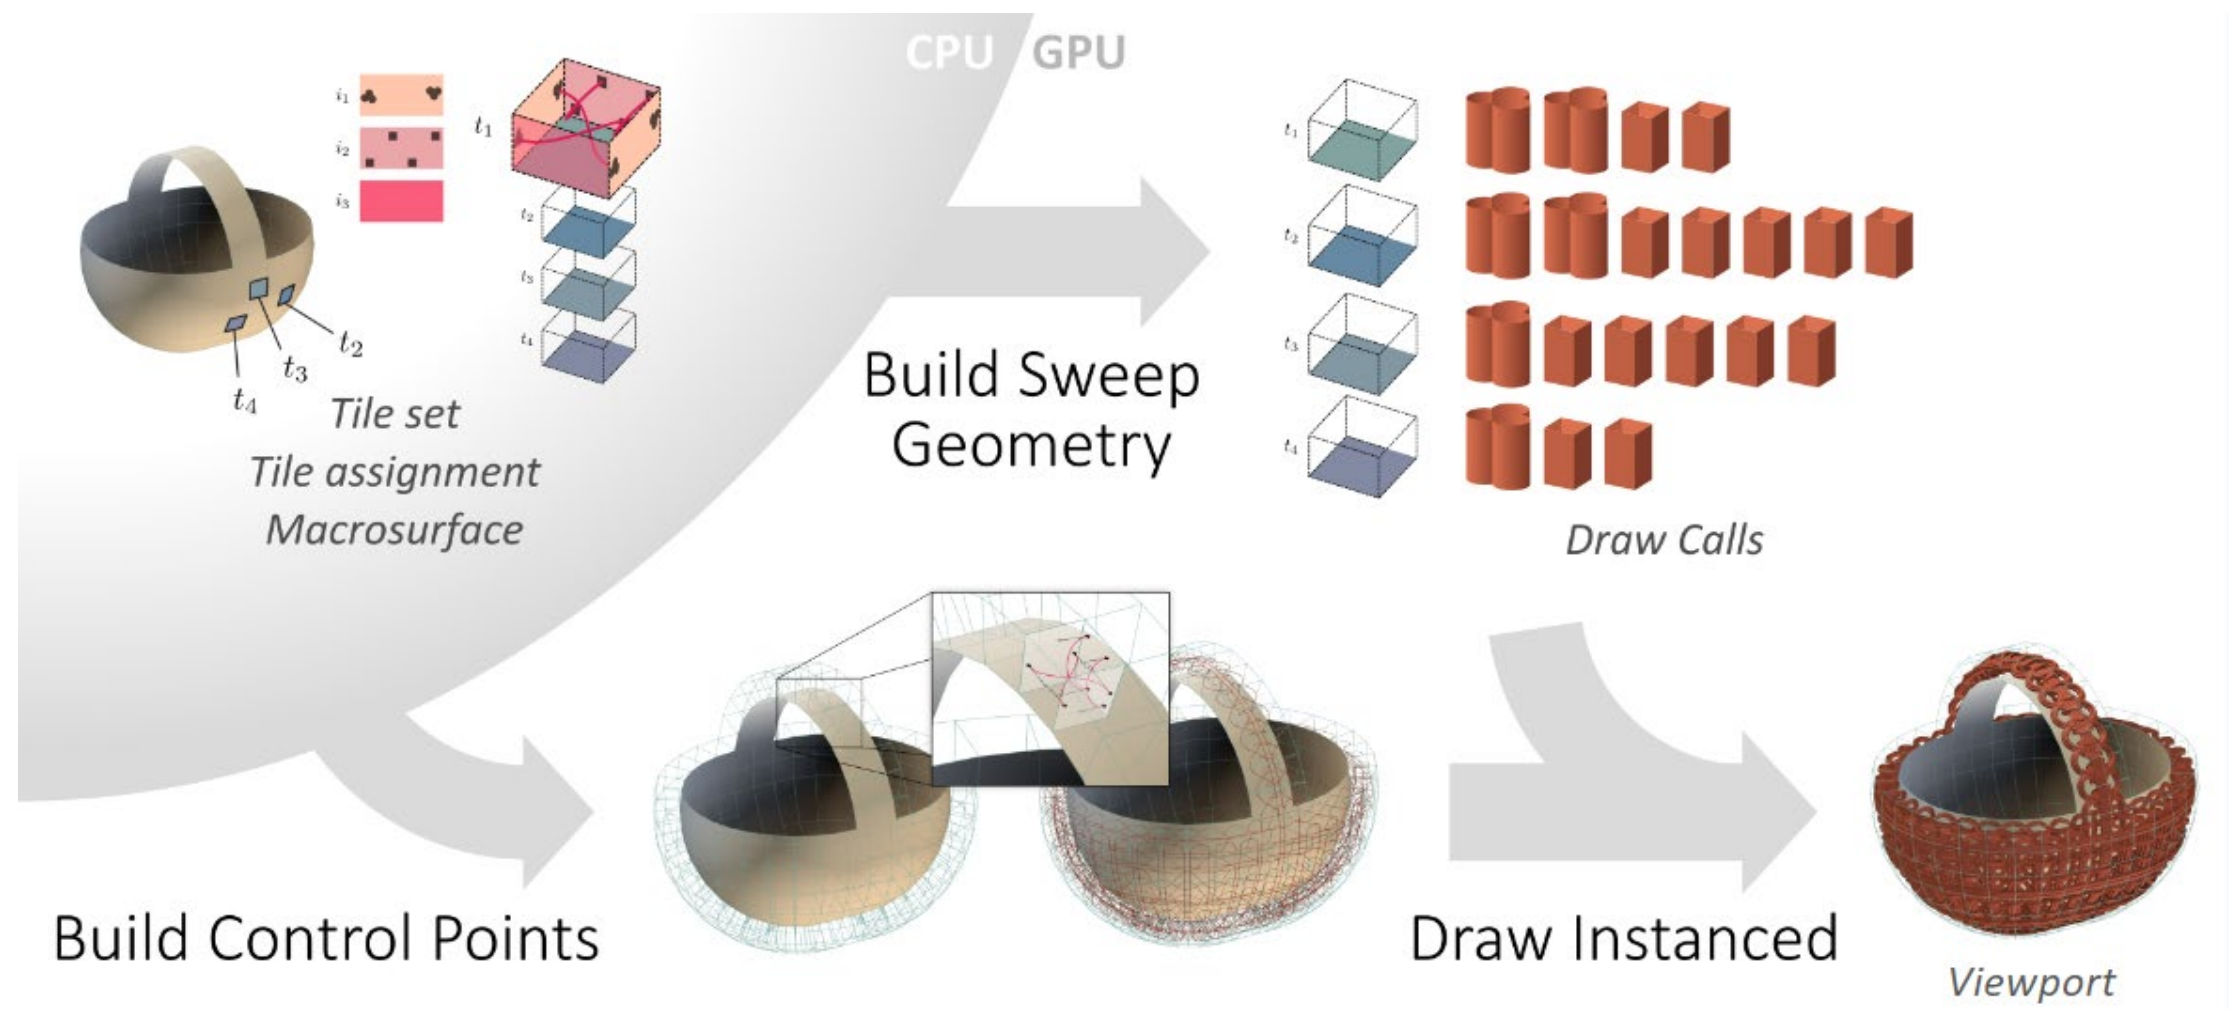 CPU GPU
i₁
i₂
i₃
t₁
t₂
t₃
t₄
t₂
t₃
t₄
Tile set
Tile assignment
Macrosurface
Build Sweep
Geometry
t₁
t₂
t₃
t₄
Draw Calls
Build Control Points
Draw Instanced
Viewport